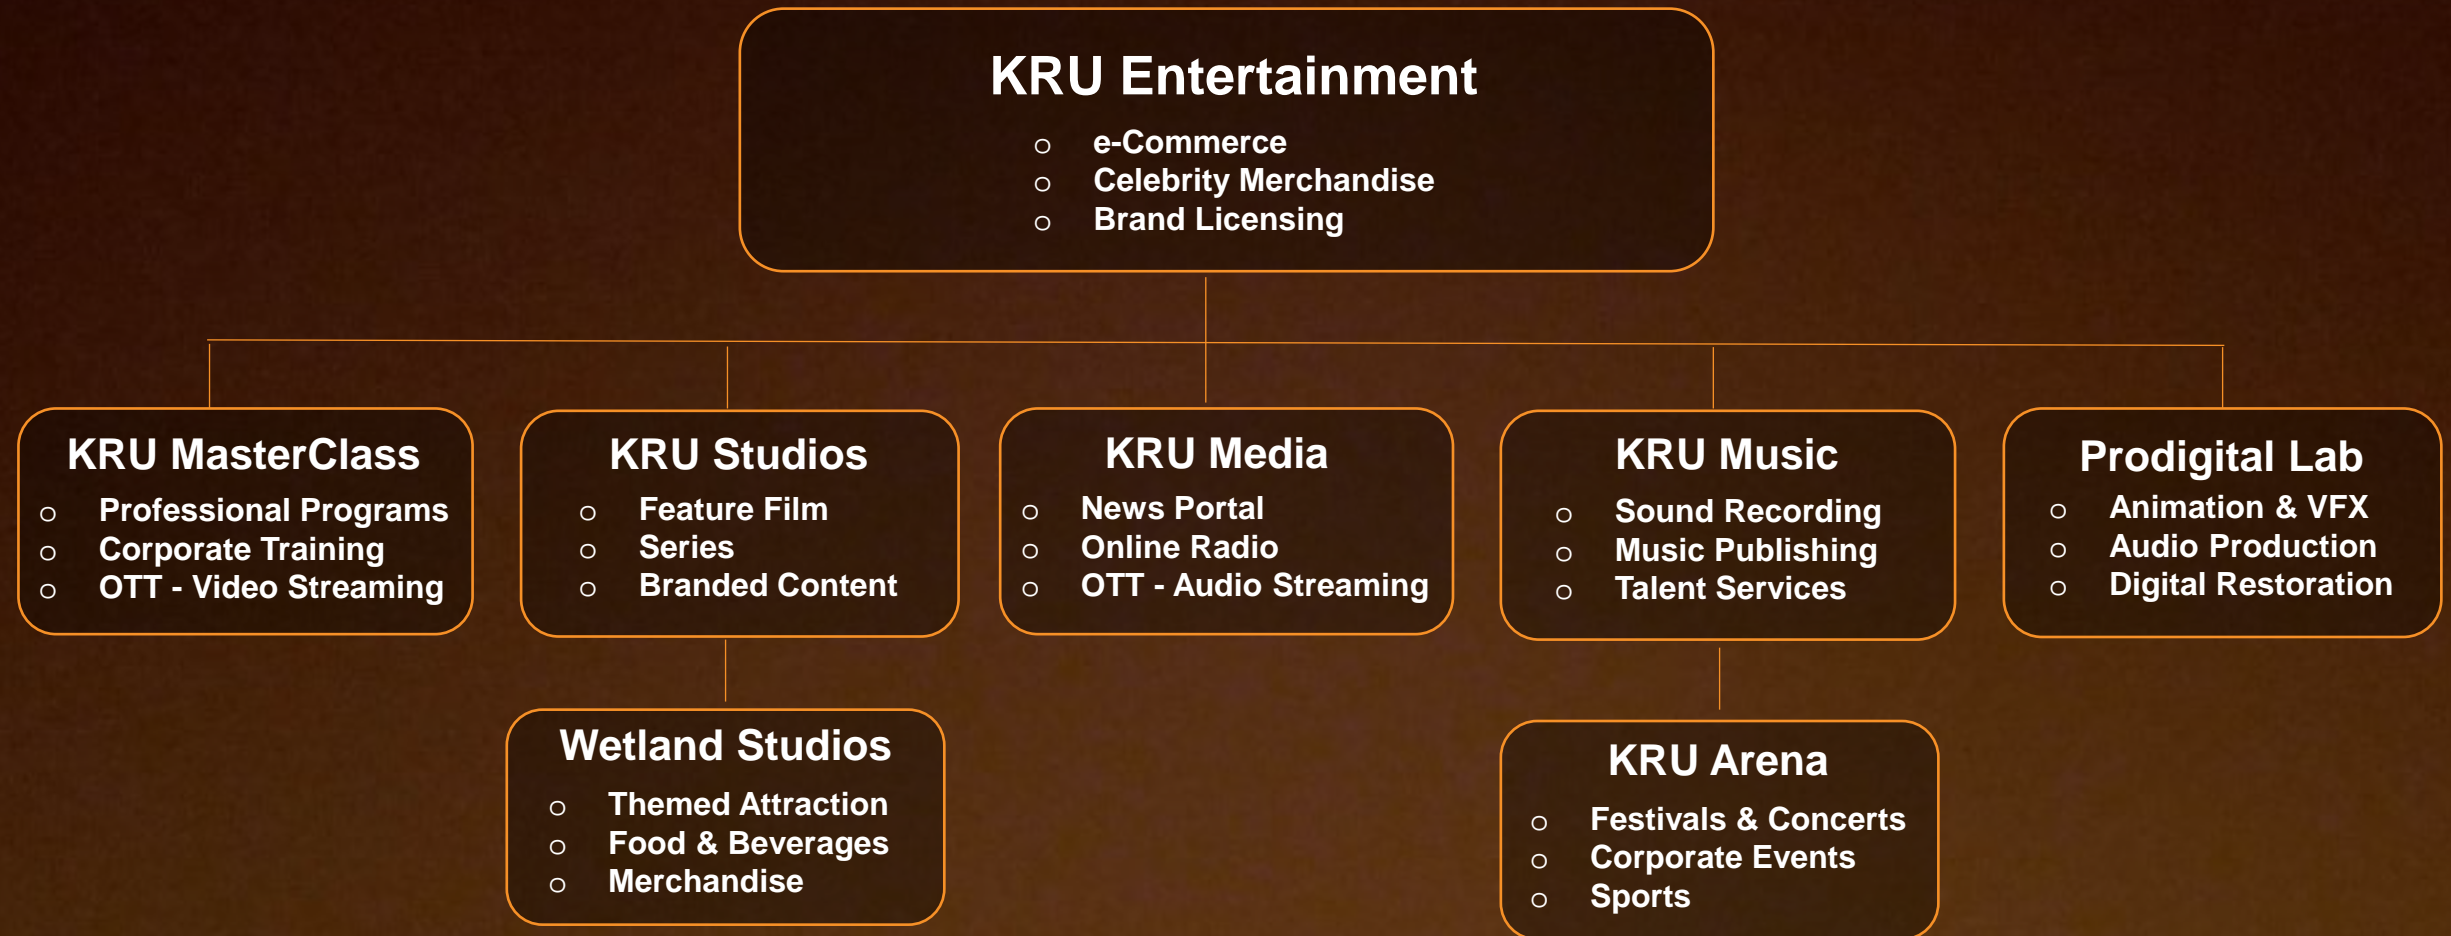 KRU Entertainment
o e-Commerce
o Celebrity Merchandise
o Brand Licensing
KRU MasterClass
o Professional Programs
o Corporate Training
o OTT - Video Streaming
KRU Studios
o Feature Film
o Series
o Branded Content
KRU Media
o News Portal
o Online Radio
o OTT - Audio Streaming
KRU Music
o Sound Recording
o Music Publishing
o Talent Services
Prodigital Lab
o Animation & VFX
o Audio Production
o Digital Restoration
Wetland Studios
o Themed Attraction
o Food & Beverages
o Merchandise
KRU Arena
o Festivals & Concerts
o Corporate Events
o Sports